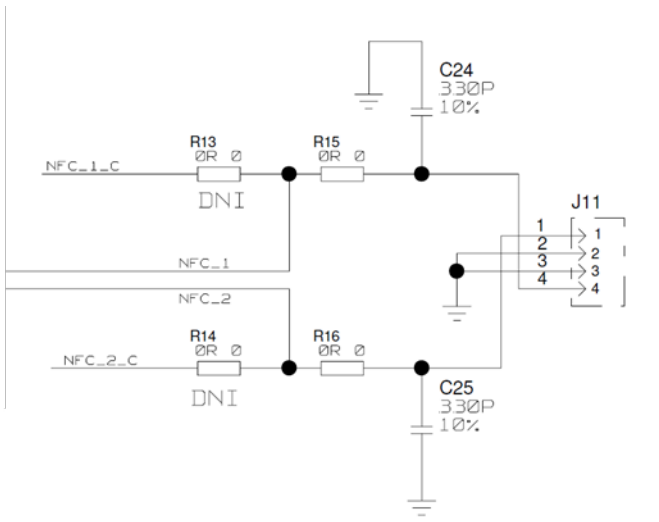 C24
330P
10%
R13
0R 0
R15
0R 0
NFC_1_C
DNI
J11
1 1
2 2
3 3
4 4
NFC_1
NFC_2
R14
0R 0
R16
0R 0
NFC_2_C
DNI
C25
330P
10%